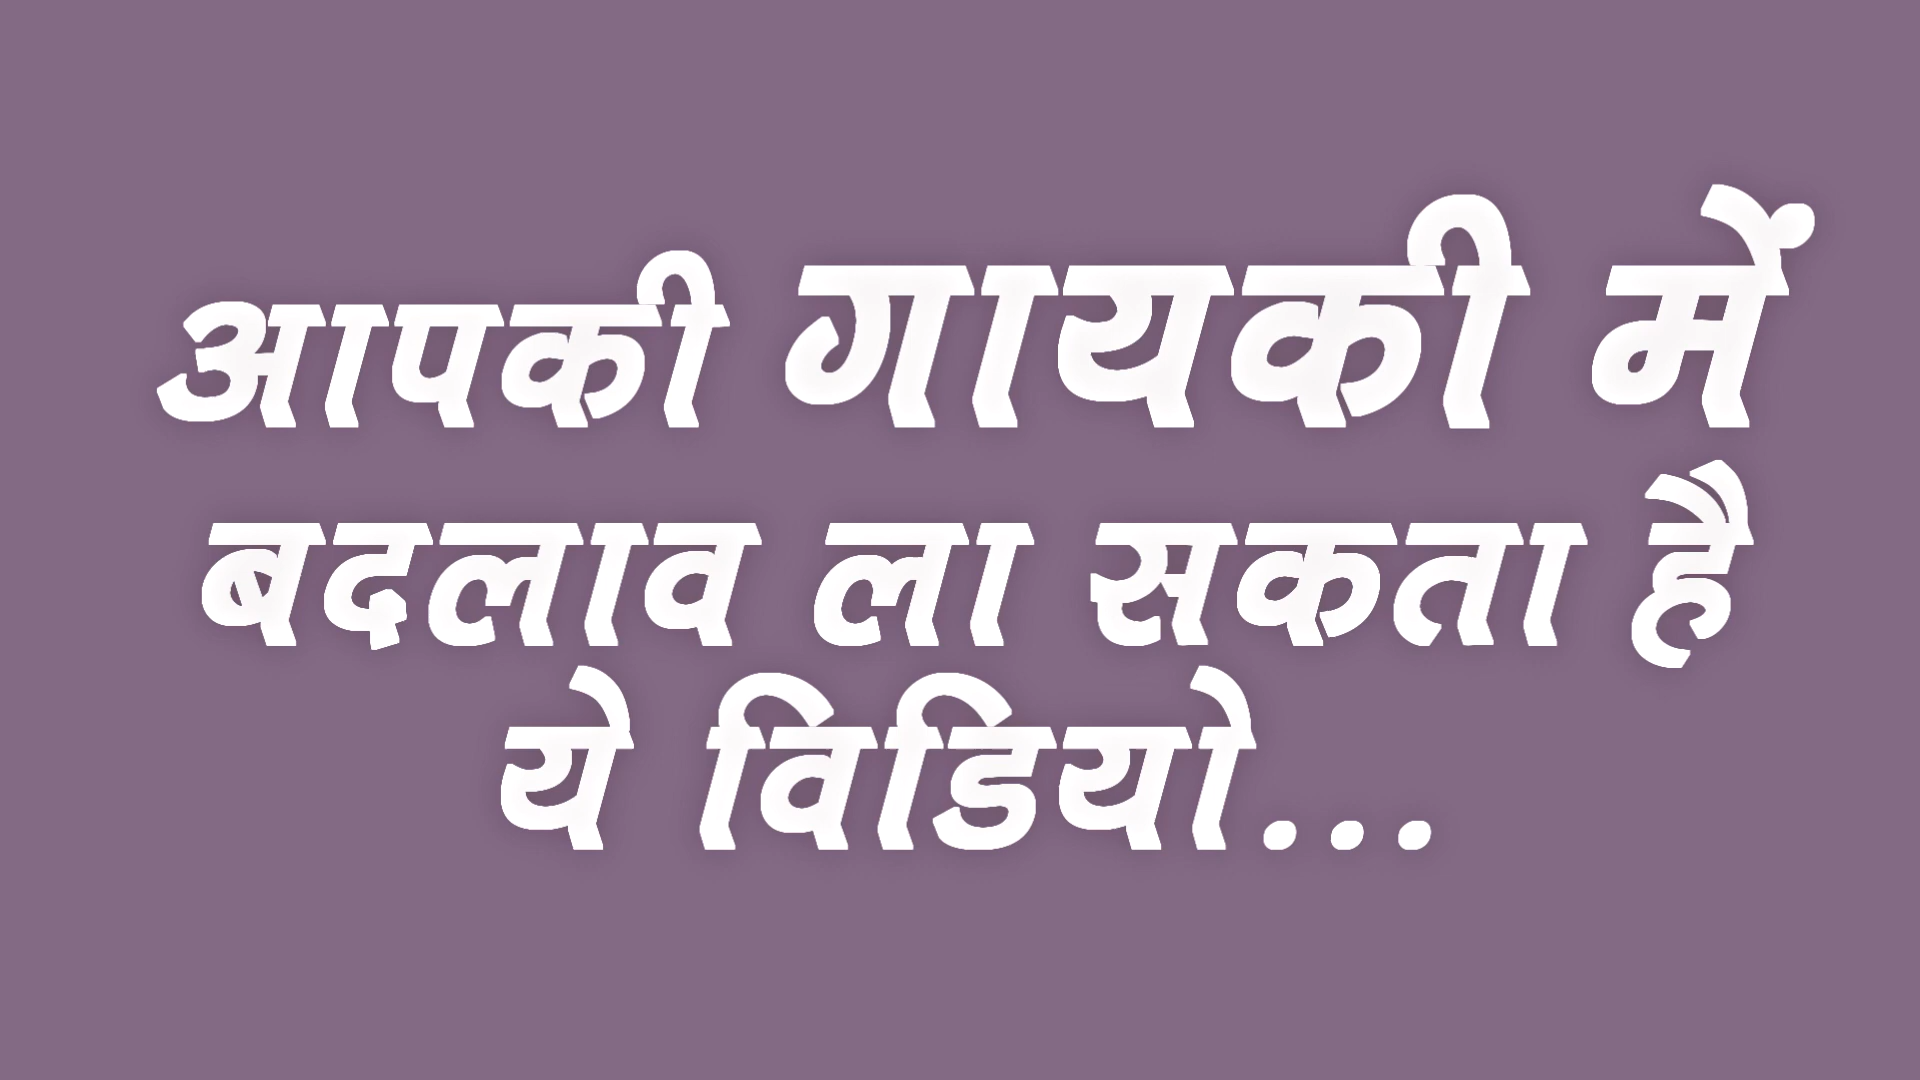 आपकी गायकी में
बदलाव ला सकता है
ये विडियो...